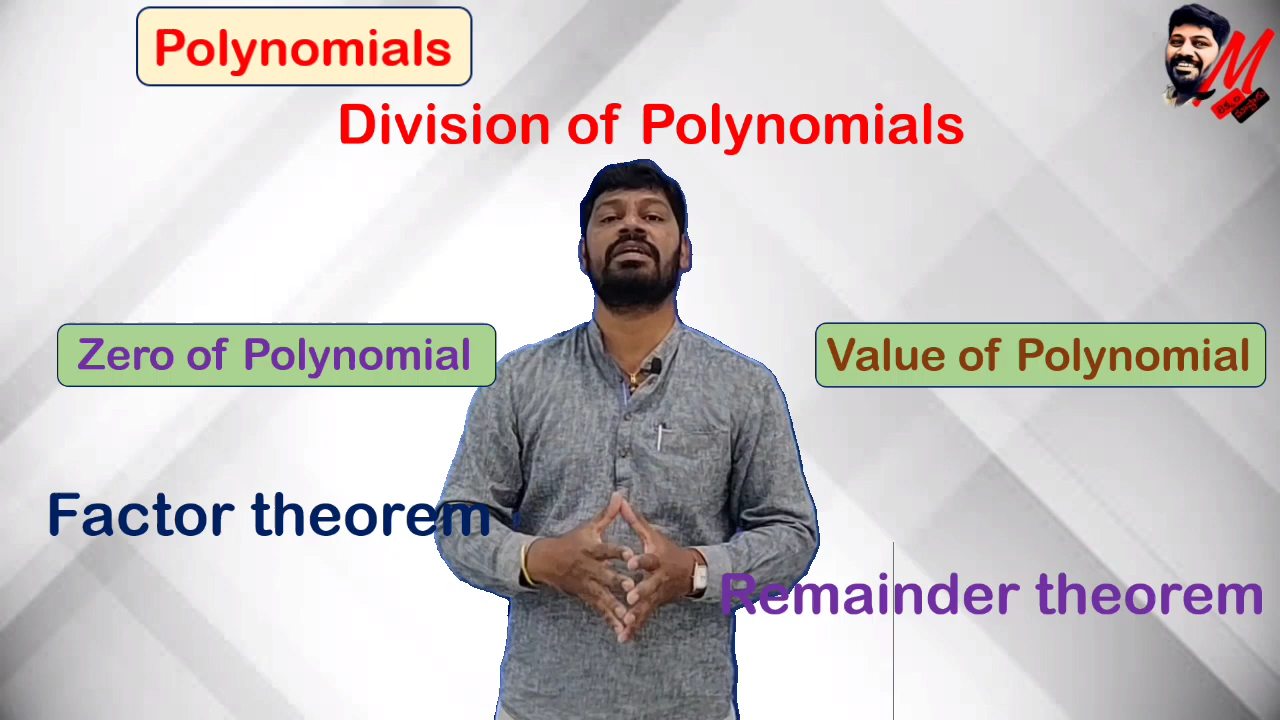 Polynomials
Division of Polynomials
Zero of Polynomial
Value of Polynomial
Factor theorem
Remainder theorem
M